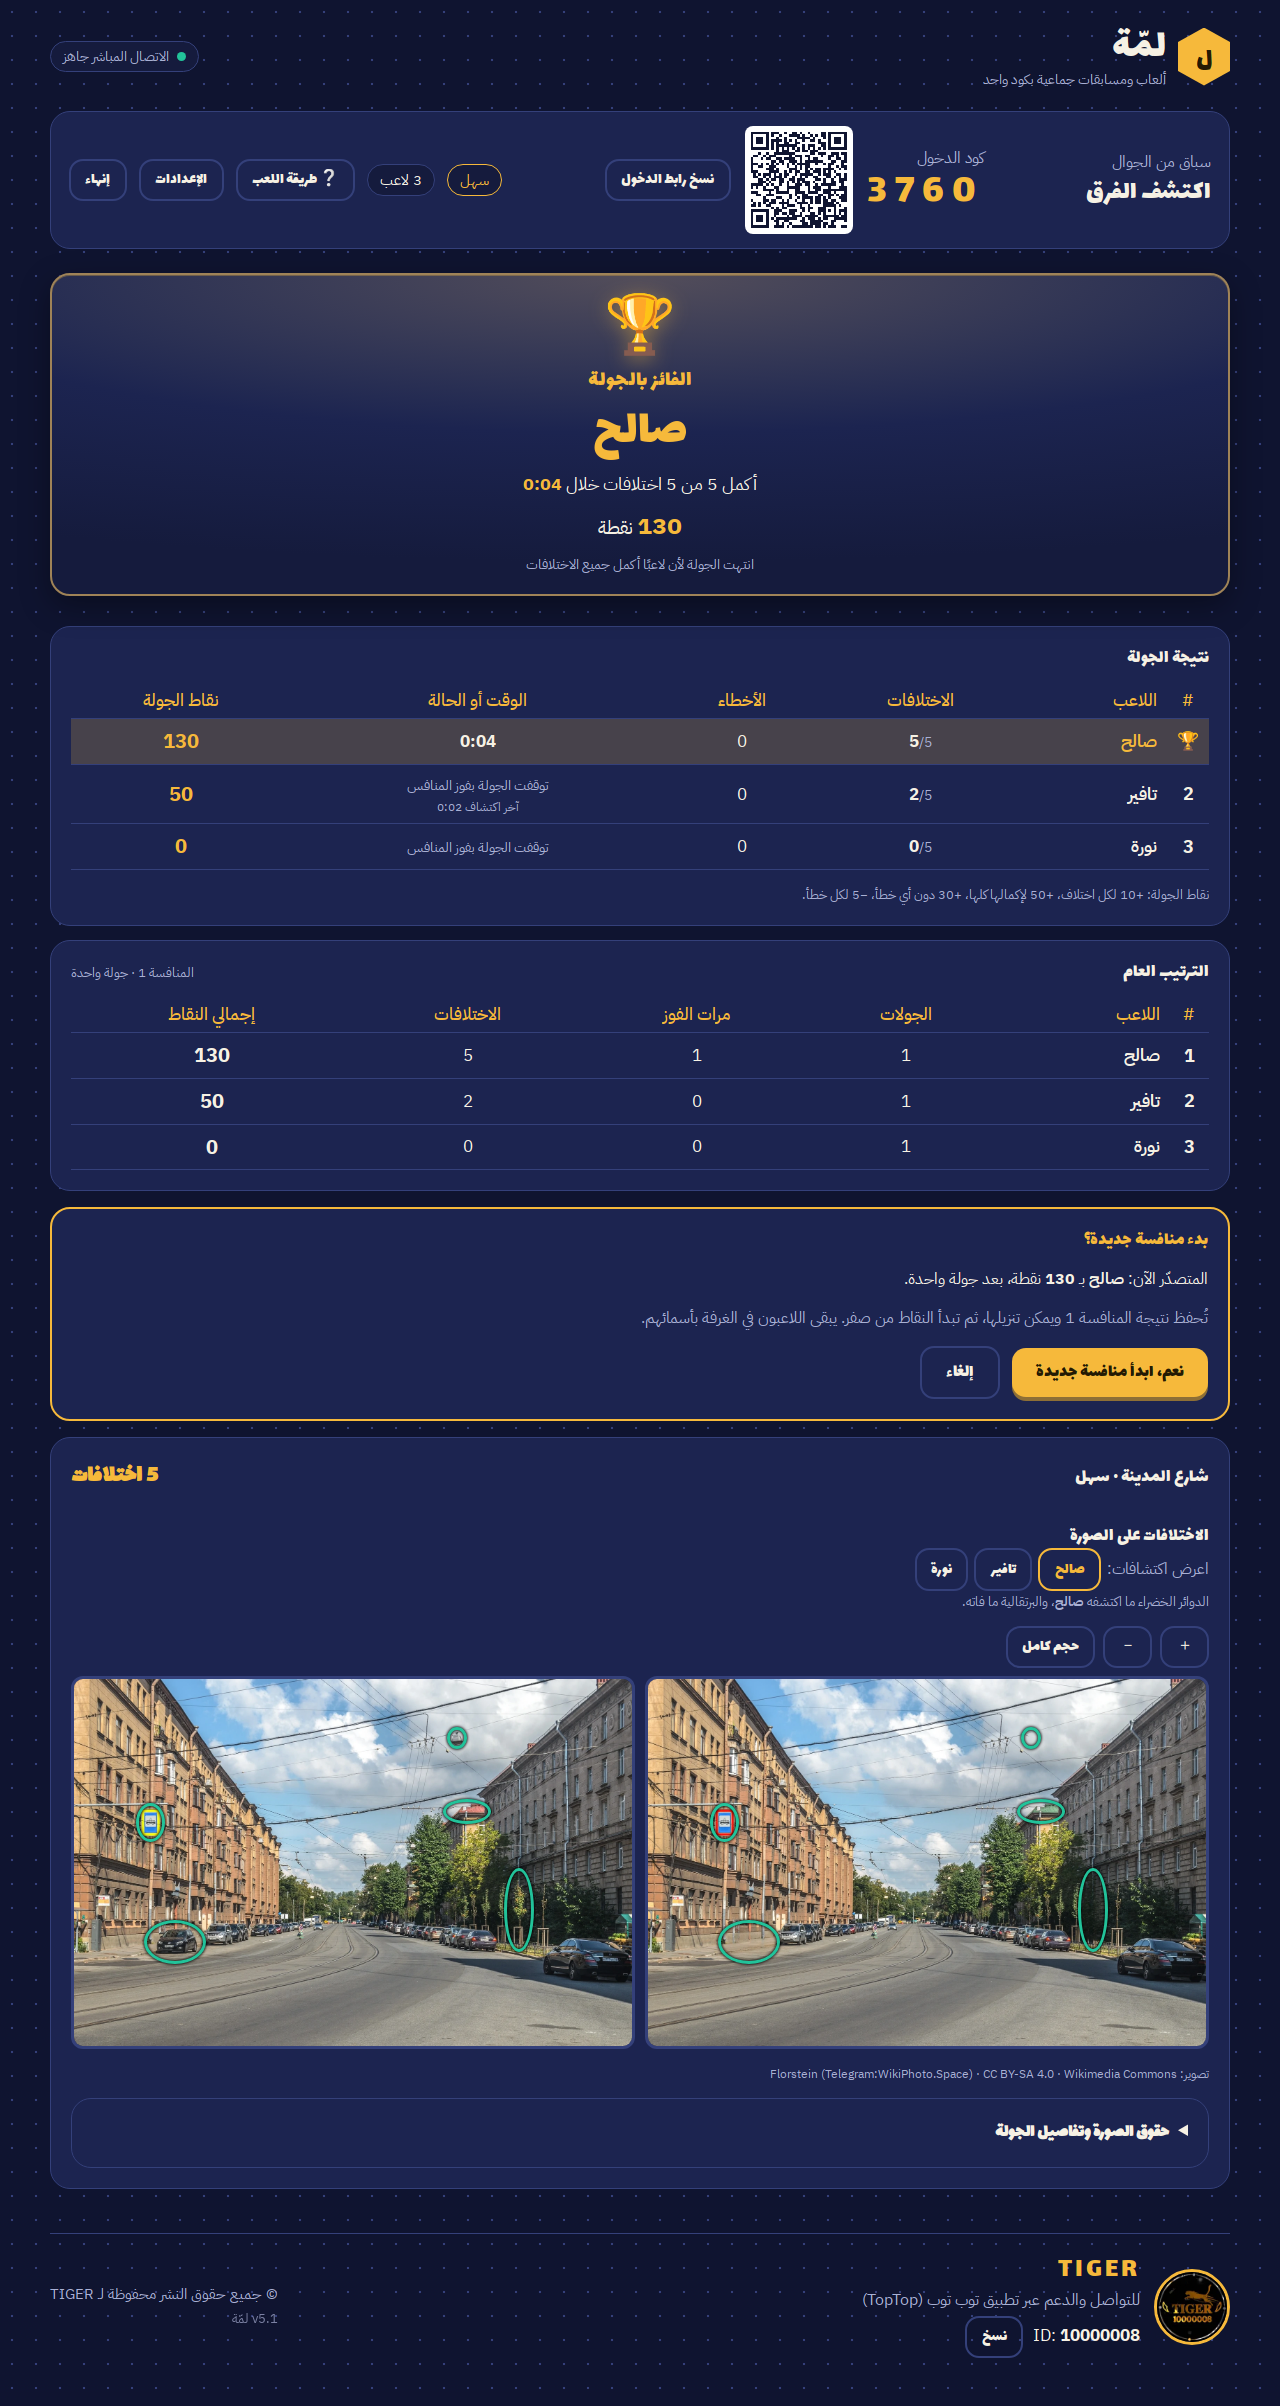 ل
لمّة
ألعاب ومسابقات جماعية بكود واحد
الاتصال المباشر جاهز
سباق من الجوال
اكتشف الفرق
كود الدخول
3760
نسخ رابط الدخول
سهل
3 لاعب
❔ طريقة اللعب
الإعدادات
إنهاء
الفائز بالجولة
صالح
أكمل 5 من 5 اختلافات خلال 0:04
130 نقطة
انتهت الجولة لأن لاعبًا أكمل جميع الاختلافات
نتيجة الجولة
# اللاعب الاختلافات الأخطاء الوقت أو الحالة نقاط الجولة
🏆 صالح 5/5 0 0:04 130
2 تافير 2/5 0 توقفت الجولة بفوز المنافس 50
آخر اكتشاف 0:02
3 نورة 0/5 0 توقفت الجولة بفوز المنافس 0
نقاط الجولة: +10 لكل اختلاف، +50 لإكمالها كلها، +30 دون أي خطأ، −5 لكل خطأ.
الترتيب العام
المنافسة 1 · جولة واحدة
# اللاعب الجولات مرات الفوز الاختلافات إجمالي النقاط
1 صالح 1 1 5 130
2 تافير 1 0 2 50
3 نورة 1 0 0 0
بدء منافسة جديدة؟
المتصدّر الآن: صالح بـ 130 نقطة، بعد جولة واحدة.
تُحفظ نتيجة المنافسة 1 ويمكن تنزيلها، ثم تبدأ النقاط من صفر. يبقى اللاعبون في الغرفة بأسمائهم.
نعم، ابدأ منافسة جديدة
إلغاء
شارع المدينة · سهل
5 اختلافات
الاختلافات على الصورة
اعرض اكتشافات: صالح تافير نورة
الدوائر الخضراء ما اكتشفه صالح، والبرتقالية ما فاته.
+ − حجم كامل
تصوير: Florstein (Telegram:WikiPhoto.Space) · CC BY-SA 4.0 · Wikimedia Commons
حقوق الصورة وتفاصيل الجولة
TIGER
10000008
TIGER
للتواصل والدعم عبر تطبيق توب توب (TopTop)
ID: 10000008
نسخ
© جميع حقوق النشر محفوظة لـ TIGER
لمّة v5.1